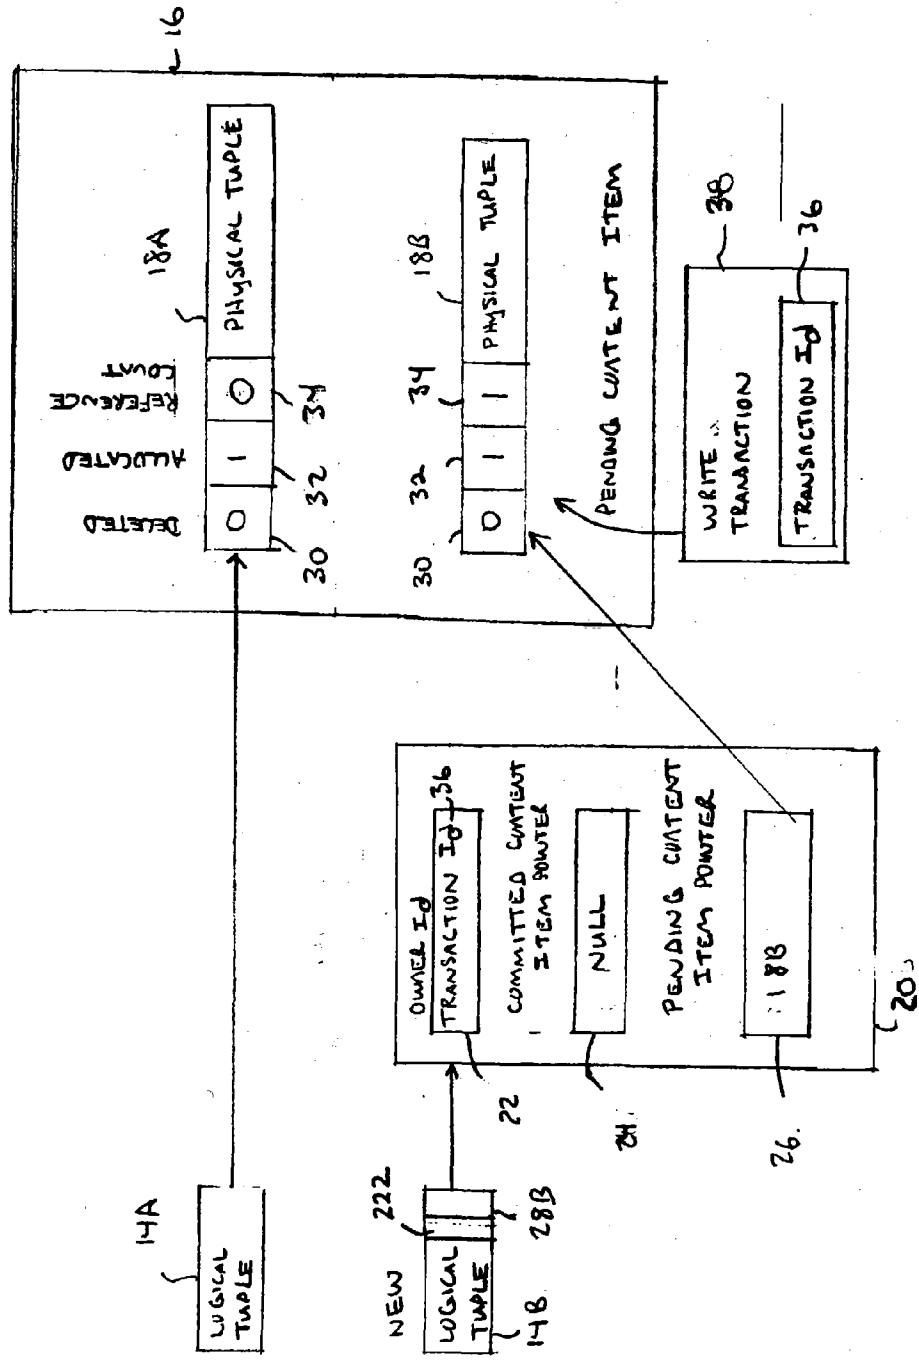 16
DELETED
ALLOCATED
REFERENCE
COUNT
18A
0
1
0
PHYSICAL TUPLE
30
32
34
14A
LOGICAL
TUPLE
18B
30
32
34
0
1
1
PHYSICAL TUPLE
PENDING CONTENT ITEM
NEW
222
LOGICAL
TUPLE
14B
28B
OWNER Id
TRANSACTION Id
36
22
COMMITTED CONTENT
ITEM POINTER
NULL
24
PENDING CONTENT
ITEM POINTER
18B
26
20
WRITE
TRANSACTION
TRANSACTION Id
38
36